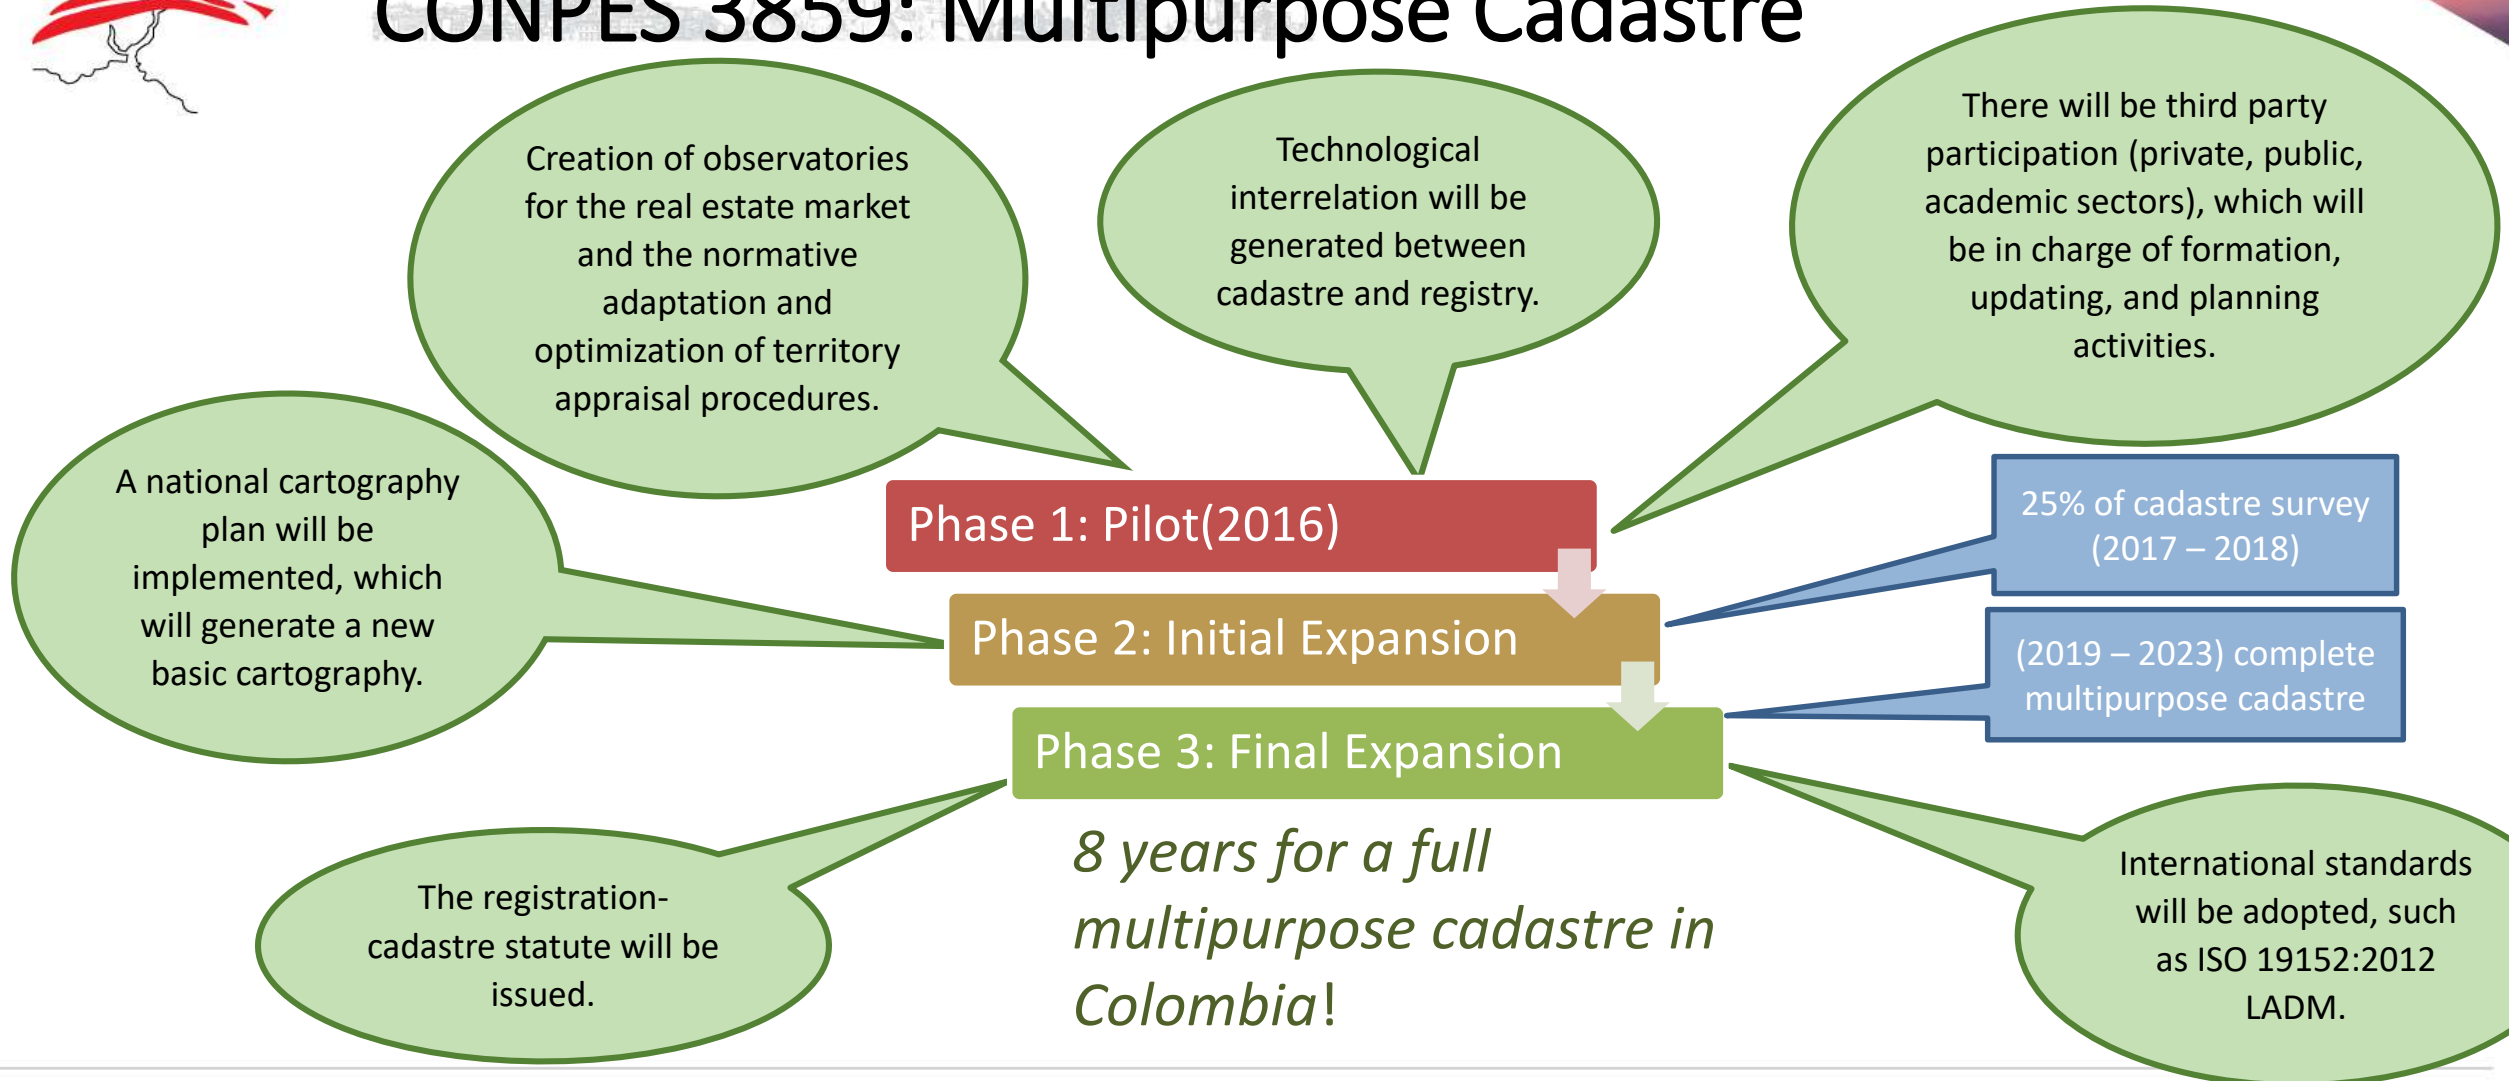 CONPES 3859: Multipurpose Cadastre
Creation of observatories
for the real estate market
and the normative
adaptation and
optimization of territory
appraisal procedures.
Technological
interrelation will be
generated between
cadastre and registry.
There will be third party
participation (private, public,
academic sectors), which will
be in charge of formation,
updating, and planning
activities.
A national cartography
plan will be
implemented, which
will generate a new
basic cartography.
Phase 1: Pilot(2016)
25% of cadastre survey
(2017 – 2018)
Phase 2: Initial Expansion
(2019 – 2023) complete
multipurpose cadastre
Phase 3: Final Expansion
The registration-
cadastre statute will be
issued.
8 years for a full
multipurpose cadastre in
Colombia!
International standards
will be adopted, such
as ISO 19152:2012
LADM.